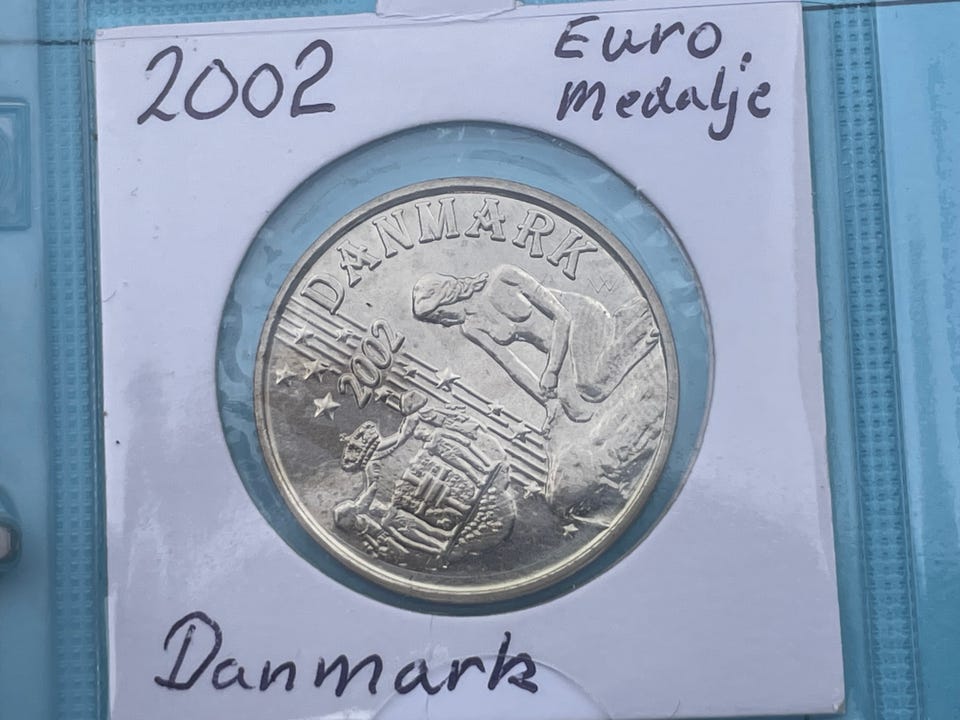 2002
Euro.
medalje
DANMARK
W
2002
Danmark